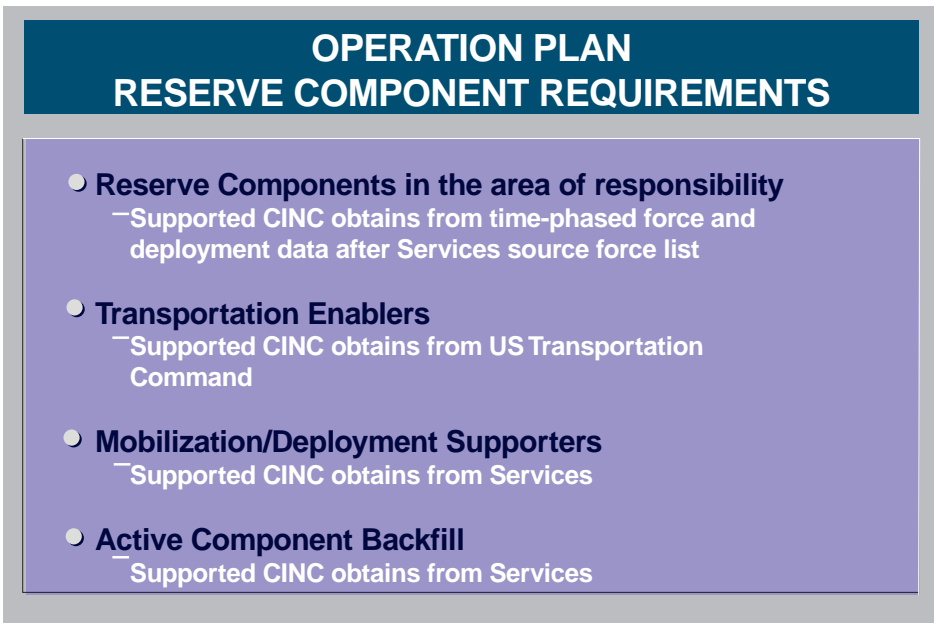 OPERATION PLAN
RESERVE COMPONENT REQUIREMENTS
Reserve Components in the area of responsibility
–Supported CINC obtains from time-phased force and
deployment data after Services source force list
Transportation Enablers
–Supported CINC obtains from US Transportation
Command
Mobilization/Deployment Supporters
–Supported CINC obtains from Services
Active Component Backfill
–Supported CINC obtains from Services